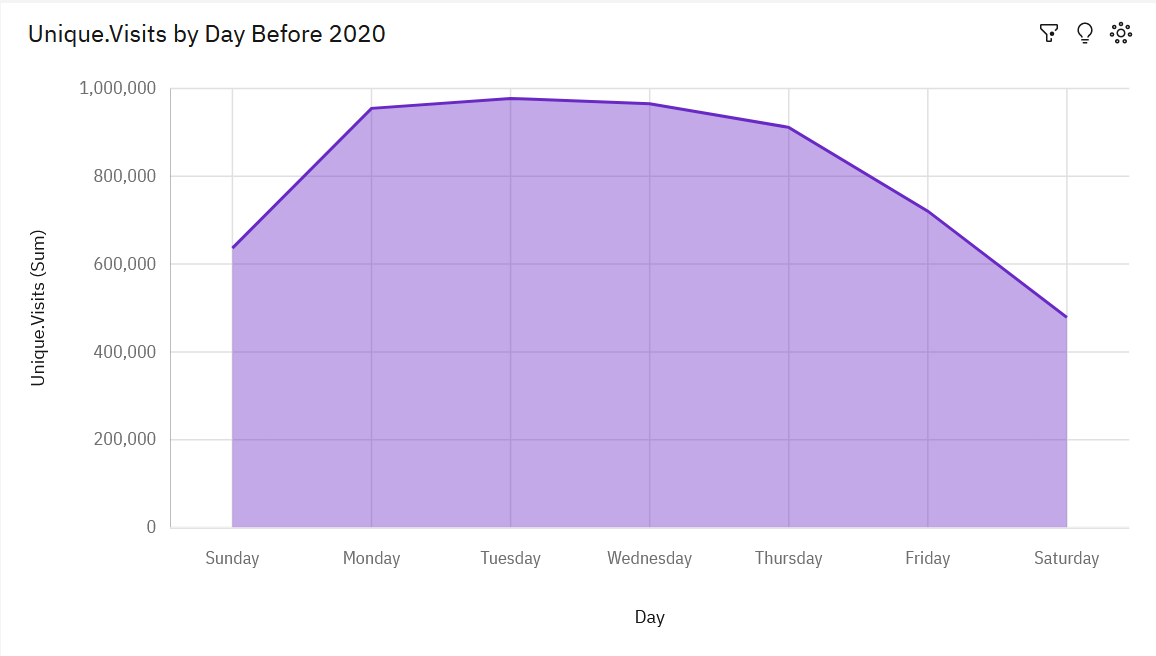 Unique.Visits by Day Before 2020
Unique.Visits (Sum)
1,000,000
800,000
600,000
400,000
200,000
0
Sunday Monday Tuesday Wednesday Thursday Friday Saturday
Day